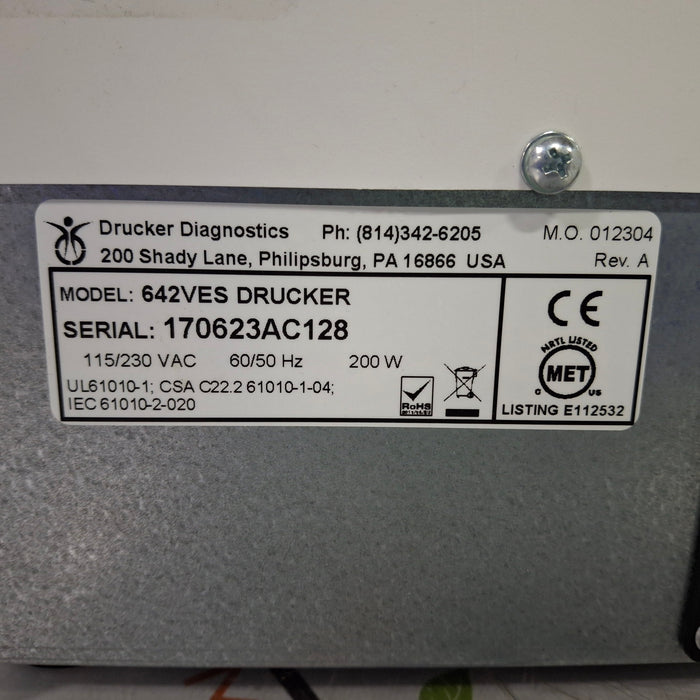 Drucker Diagnostics Ph: (814)342-6205 M.O. 012304
200 Shady Lane, Philipsburg, PA 16866 USA Rev. A
MODEL: 642VES DRUCKER
SERIAL: 170623AC128
115/230 VAC 60/50 Hz 200 W
UL61010-1; CSA C22.2 61010-1-04;
IEC 61010-2-020
RoHS
CE
NRTL LISTED
MET
C US
LISTING E112532